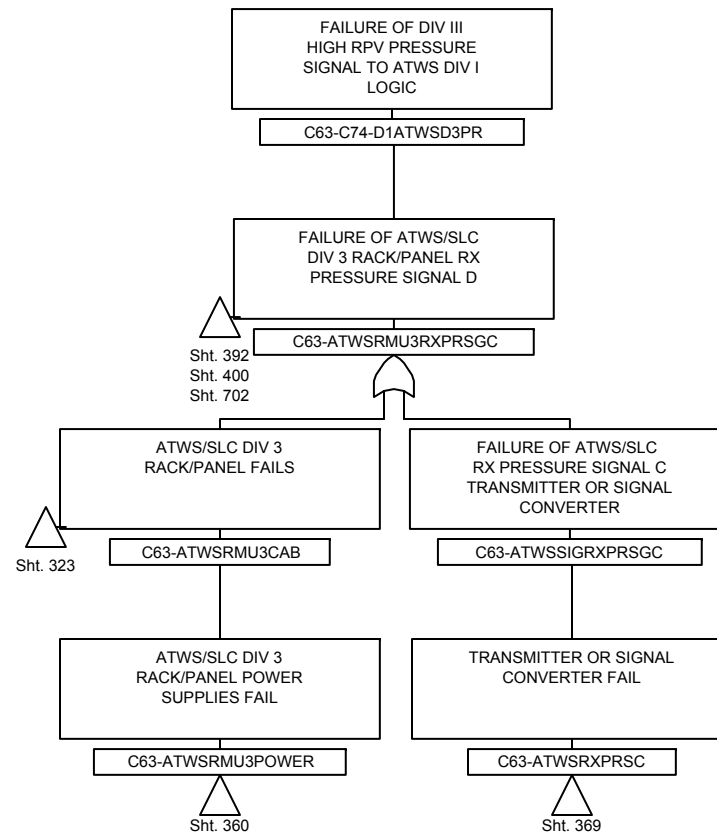 FAILURE OF DIV III
HIGH RPV PRESSURE
SIGNAL TO ATWS DIV I
LOGIC
C63-C74-D1ATWSD3PR
FAILURE OF ATWS/SLC
DIV 3 RACK/PANEL RX
PRESSURE SIGNAL D
C63-ATWSRMU3RXPRSGC
Sht. 392
Sht. 400
Sht. 702
ATWS/SLC DIV 3
RACK/PANEL FAILS
C63-ATWSRMU3CAB
Sht. 323
FAILURE OF ATWS/SLC
RX PRESSURE SIGNAL C
TRANSMITTER OR SIGNAL
CONVERTER
C63-ATWSSIGRXPRSGC
ATWS/SLC DIV 3
RACK/PANEL POWER
SUPPLIES FAIL
C63-ATWSRMU3POWER
Sht. 360
TRANSMITTER OR SIGNAL
CONVERTER FAIL
C63-ATWSRXPRSC
Sht. 369